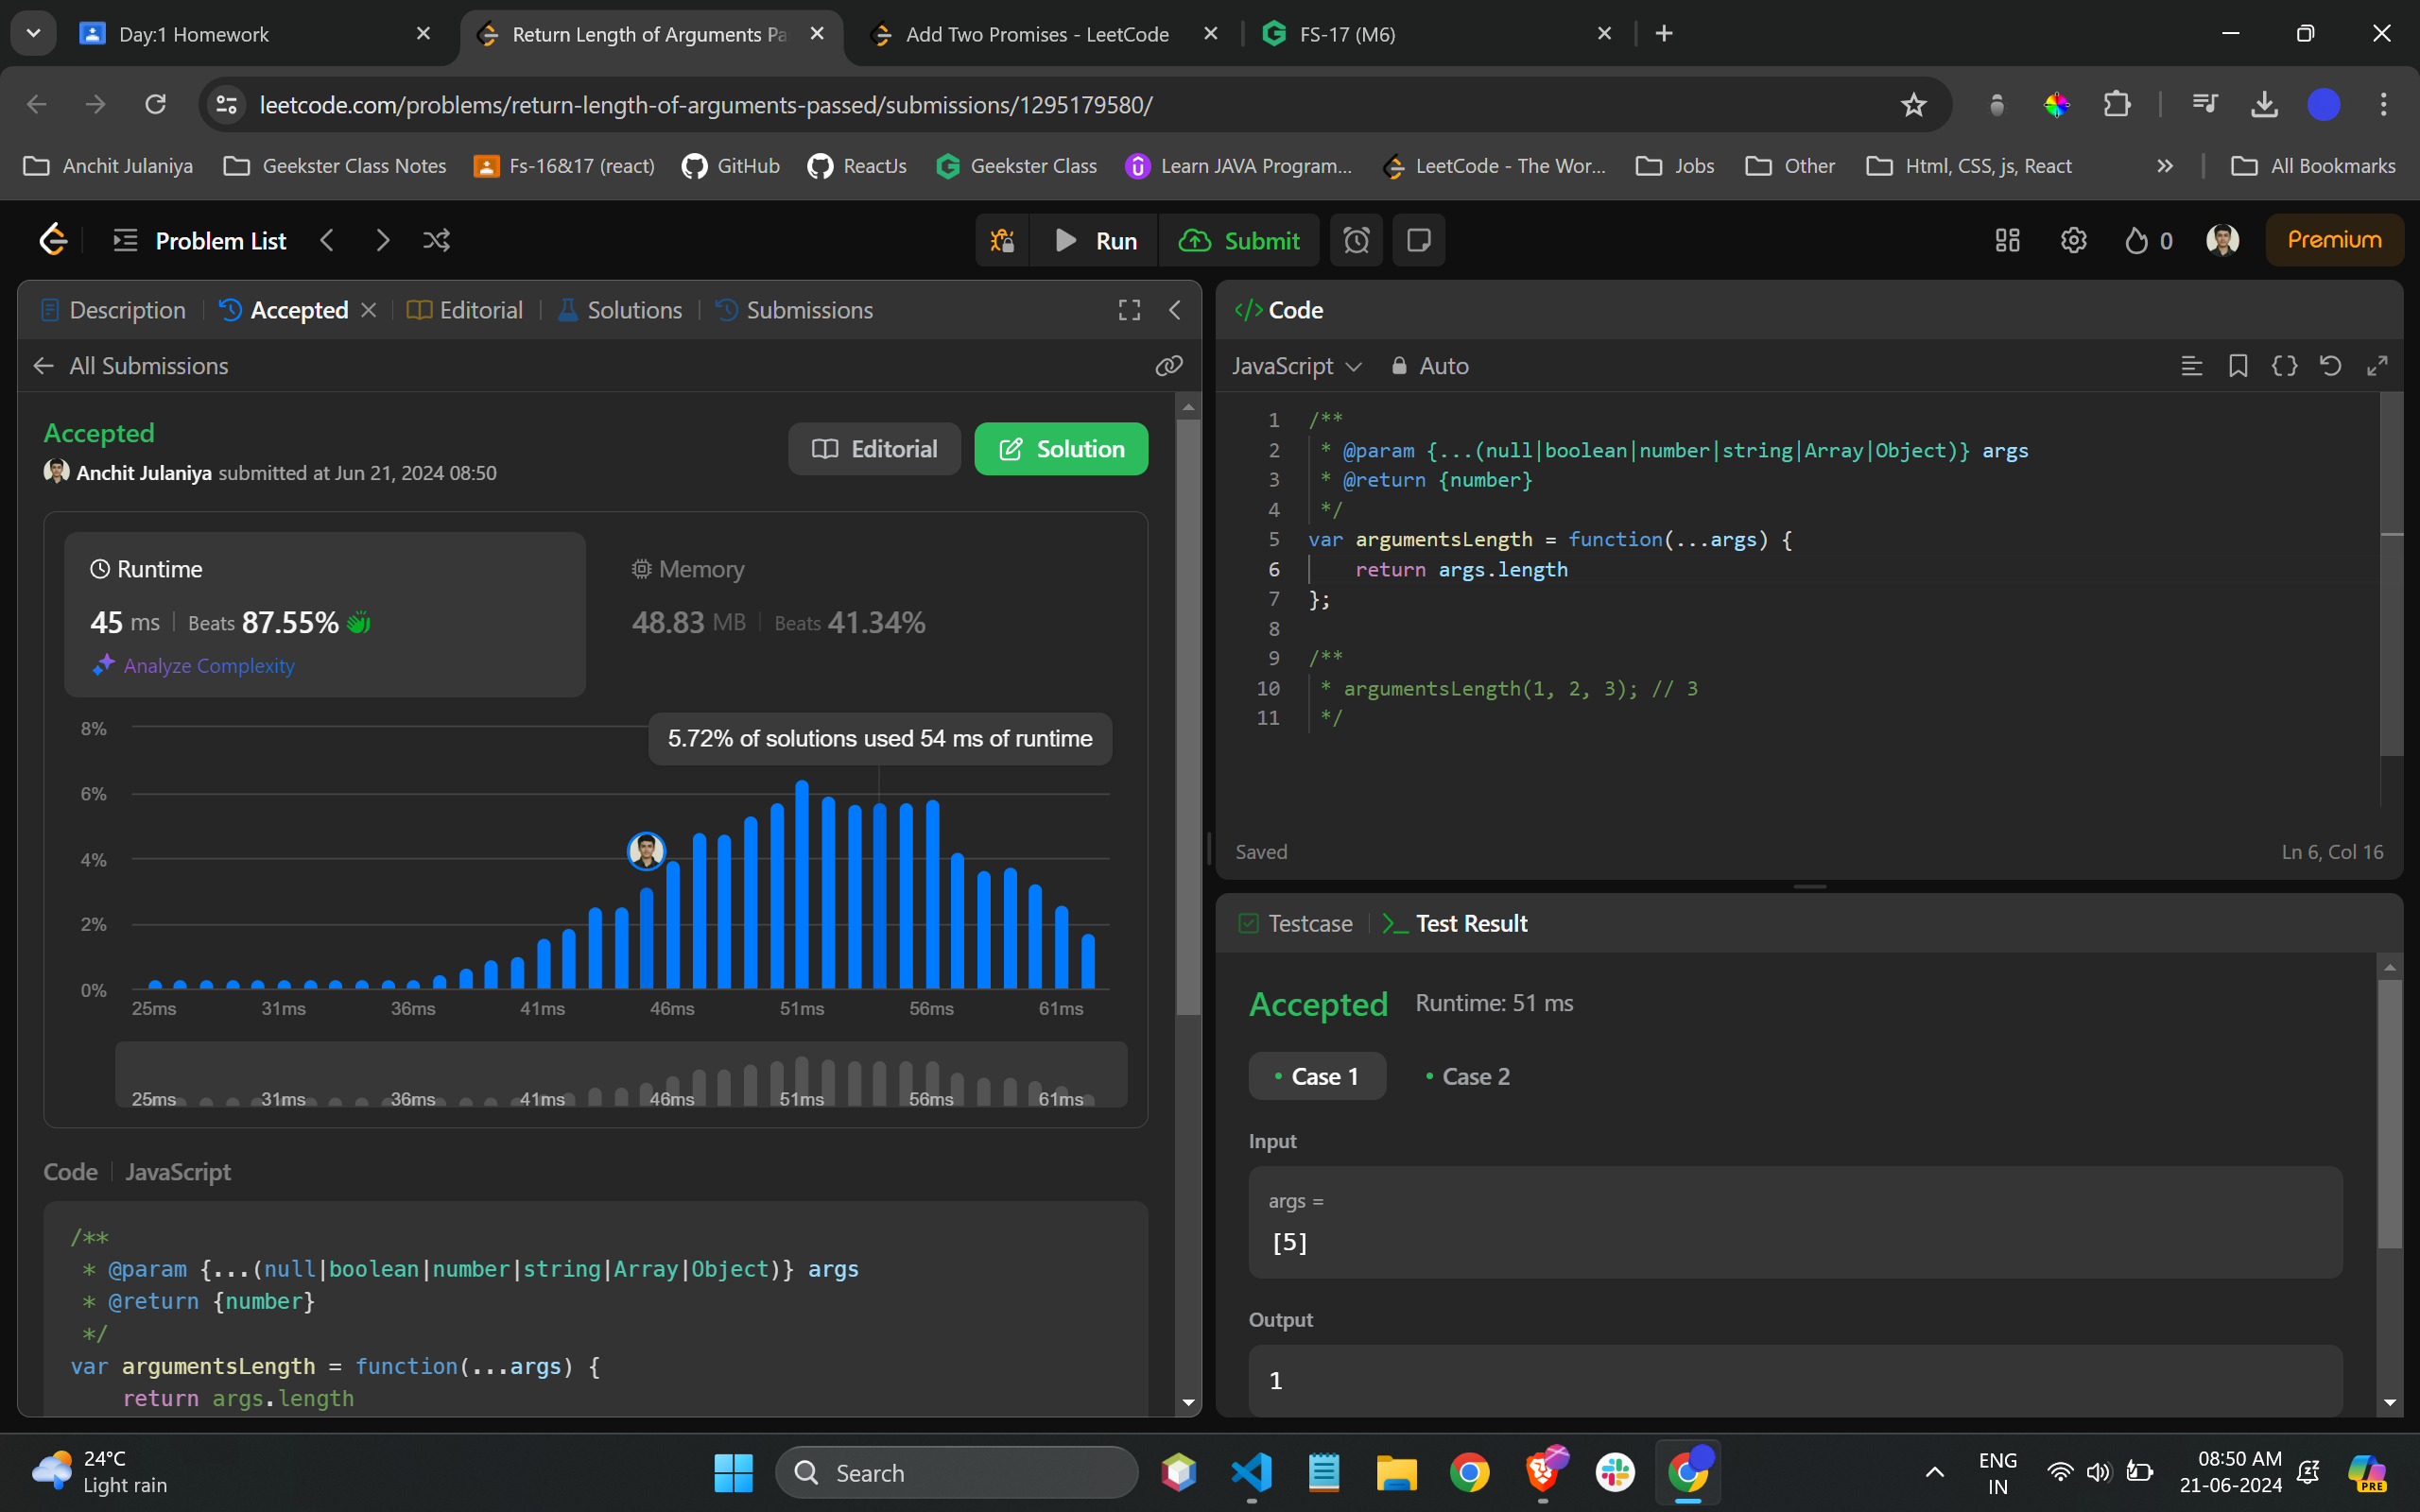 Day:1 Homework
Return Length of Arguments Pa
Add Two Promises - LeetCode
FS-17 (M6)
leetcode.com/problems/return-length-of-arguments-passed/submissions/1295179580/
Anchit Julaniya
Geekster Class Notes
Fs-16&17 (react)
GitHub
ReactJs
Geekster Class
Learn JAVA Program...
LeetCode - The Wor...
Jobs
Other
Html, CSS, js, React
All Bookmarks
Problem List
Run
Submit
0
Premium
Description
Accepted
Editorial
Solutions
Submissions
All Submissions
Accepted
Anchit Julaniya submitted at Jun 21, 2024 08:50
Editorial
Solution
Runtime
45 ms | Beats 87.55%
Analyze Complexity
Memory
48.83 MB | Beats 41.34%
5.72% of solutions used 54 ms of runtime
8%
6%
4%
2%
0%
25ms 31ms 36ms 41ms 46ms 51ms 56ms 61ms
25ms 31ms 36ms 41ms 46ms 51ms 56ms 61ms
Code | JavaScript
/**
 * @param {...(null|boolean|number|string|Array|Object)} args
 * @return {number}
 */
var argumentsLength = function(...args) {
    return args.length
</> Code
JavaScript
Auto
1 /**
2  * @param {...(null|boolean|number|string|Array|Object)} args
3  * @return {number}
4  */
5 var argumentsLength = function(...args) {
6     return args.length
7 };
8
9 /**
10  * argumentsLength(1, 2, 3); // 3
11  */
Saved
Ln 6, Col 16
Testcase
Test Result
Accepted
Runtime: 51 ms
Case 1
Case 2
Input
args =
[5]
Output
1
24°C
Light rain
Search
ENG
IN
08:50 AM
21-06-2024
PRE